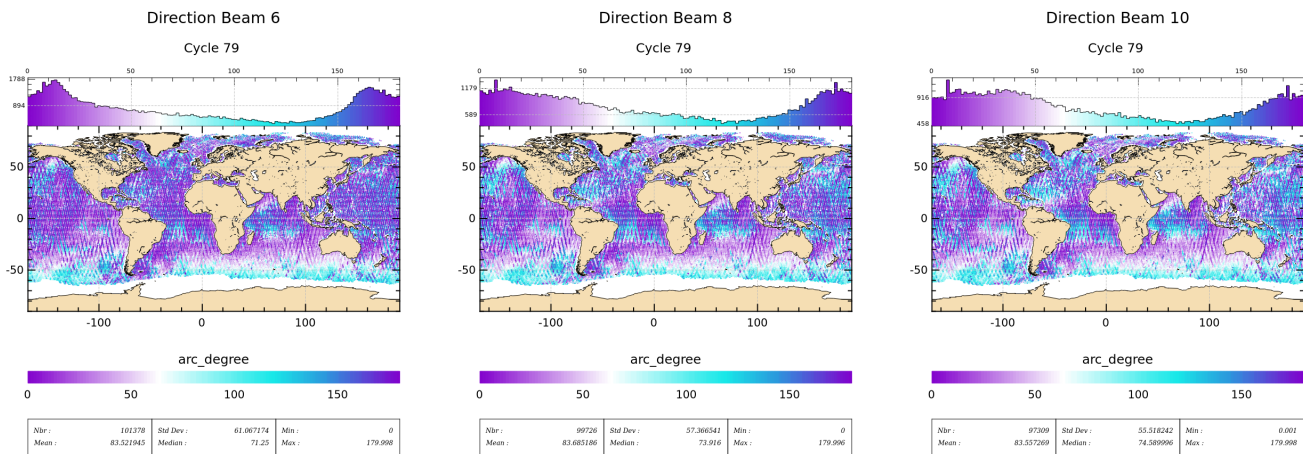 Direction Beam 6
Cycle 79
0 50 100 150
1788
894
50
0
-50
-100 0 100
arc_degree
0 50 100 150
Nbr : 101378 Std Dev : 61.067174 Min : 0
Mean : 83.521945 Median : 71.25 Max : 179.998
Direction Beam 8
Cycle 79
0 50 100 150
1179
589
50
0
-50
-100 0 100
arc_degree
0 50 100 150
Nbr : 99726 Std Dev : 57.366541 Min : 0
Mean : 83.685186 Median : 73.916 Max : 179.996
Direction Beam 10
Cycle 79
0 50 100 150
916
458
50
0
-50
-100 0 100
arc_degree
0 50 100 150
Nbr : 97309 Std Dev : 55.518242 Min : 0.001
Mean : 83.557269 Median : 74.589996 Max : 179.998